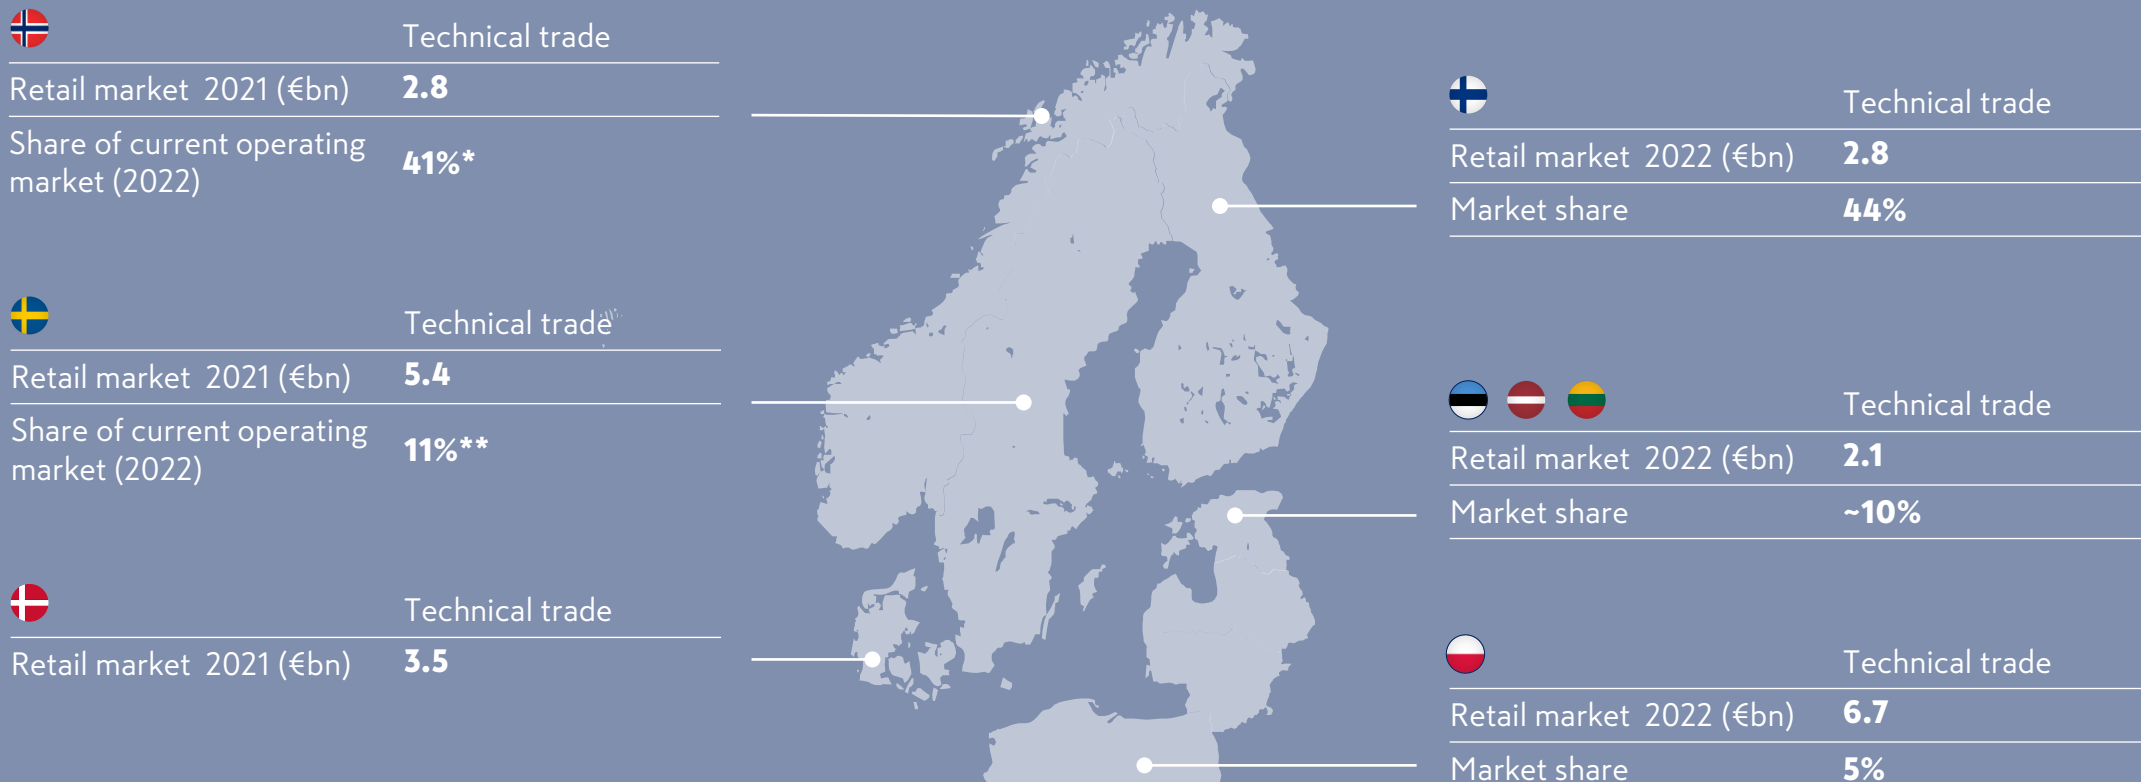 Technical trade
Retail market 2021 (€bn) 2.8
Share of current operating
market (2022) 41%*
Technical trade
Retail market 2021 (€bn) 5.4
Share of current operating
market (2022) 11%**
Technical trade
Retail market 2021 (€bn) 3.5
Technical trade
Retail market 2022 (€bn) 2.8
Market share 44%
Technical trade
Retail market 2022 (€bn) 2.1
Market share ~10%
Technical trade
Retail market 2022 (€bn) 6.7
Market share 5%